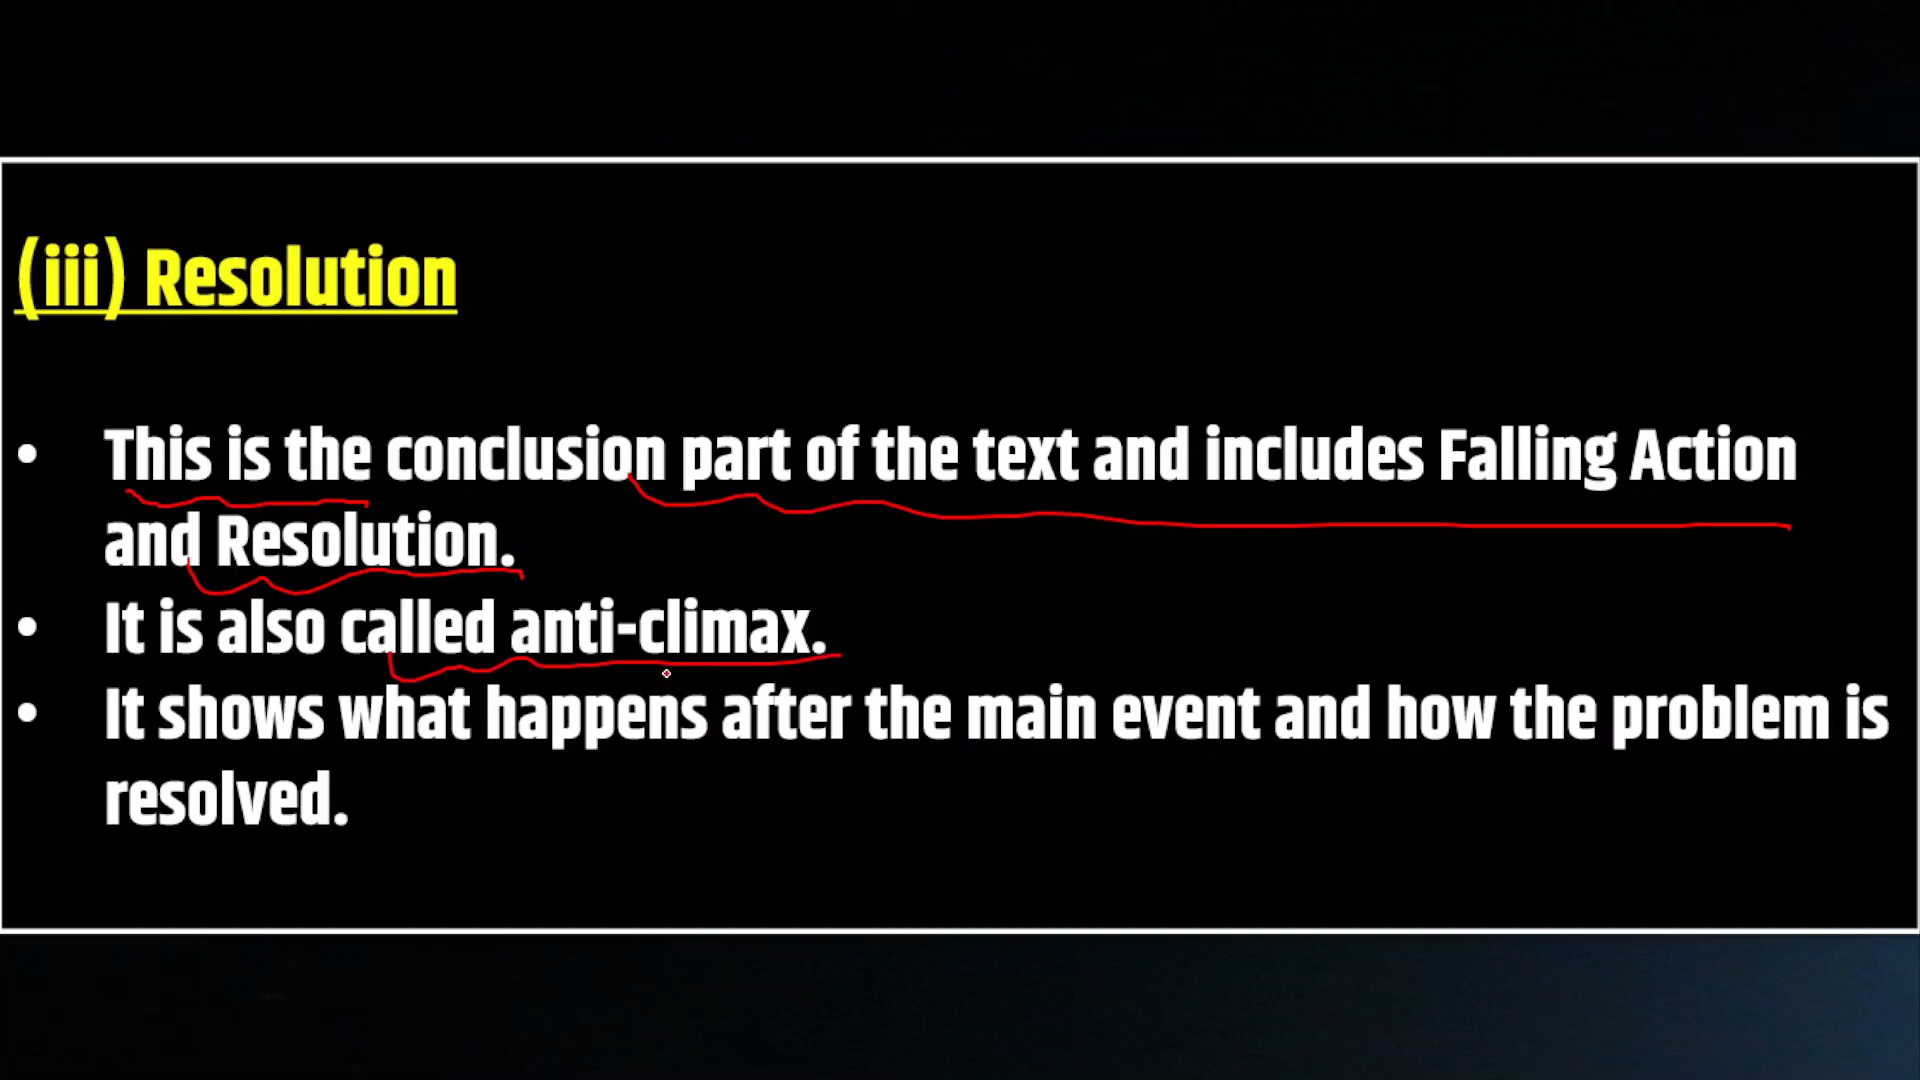 (iii) Resolution
• This is the conclusion part of the text and includes Falling Action
and Resolution.
• It is also called anti-climax.
• It shows what happens after the main event and how the problem is
resolved.